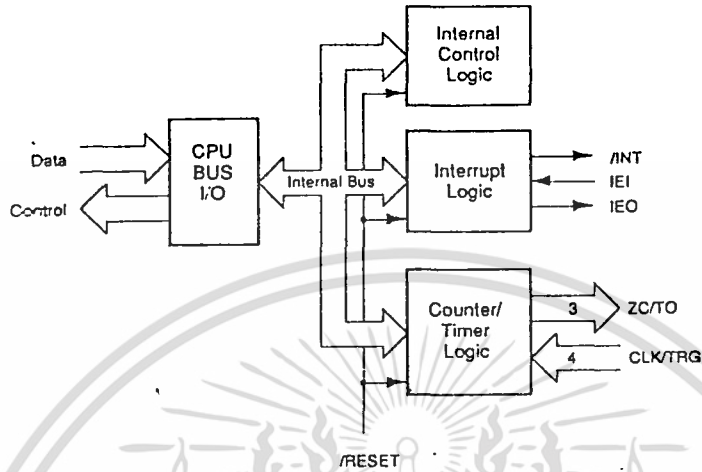 Internal
Control
Logic
Data
Control
CPU
BUS
I/O
Internal Bus
Interrupt
Logic
/INT
IEI
IEO
Counter/
Timer
Logic
3
ZC/TO
4
CLK/TRG
/RESET